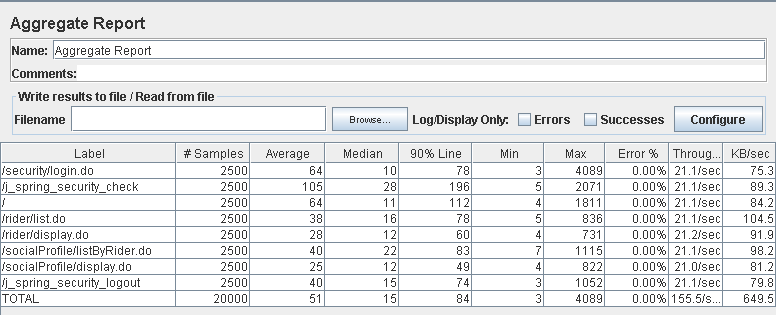 Aggregate Report
Name: Aggregate Report
Comments:
Write results to file / Read from file
Filename Browse... Log/Display Only: Errors Successes Configure
Label # Samples Average Median 90% Line Min Max Error % Throug... KB/sec
/security/login.do 2500 64 10 78 3 4089 0.00% 21.1/sec 75.3
/j_spring_security_check 2500 105 28 196 5 2071 0.00% 21.1/sec 89.3
/ 2500 64 11 112 4 1811 0.00% 21.1/sec 84.2
/rider/list.do 2500 38 16 78 5 836 0.00% 21.1/sec 104.5
/rider/display.do 2500 28 12 60 4 731 0.00% 21.2/sec 91.9
/socialProfile/listByRider.do 2500 40 22 83 7 1115 0.00% 21.1/sec 98.2
/socialProfile/display.do 2500 25 12 49 4 822 0.00% 21.0/sec 81.2
/j_spring_security_logout 2500 40 15 74 3 1052 0.00% 21.1/sec 79.8
TOTAL 20000 51 15 84 3 4089 0.00% 155.5/s... 649.5